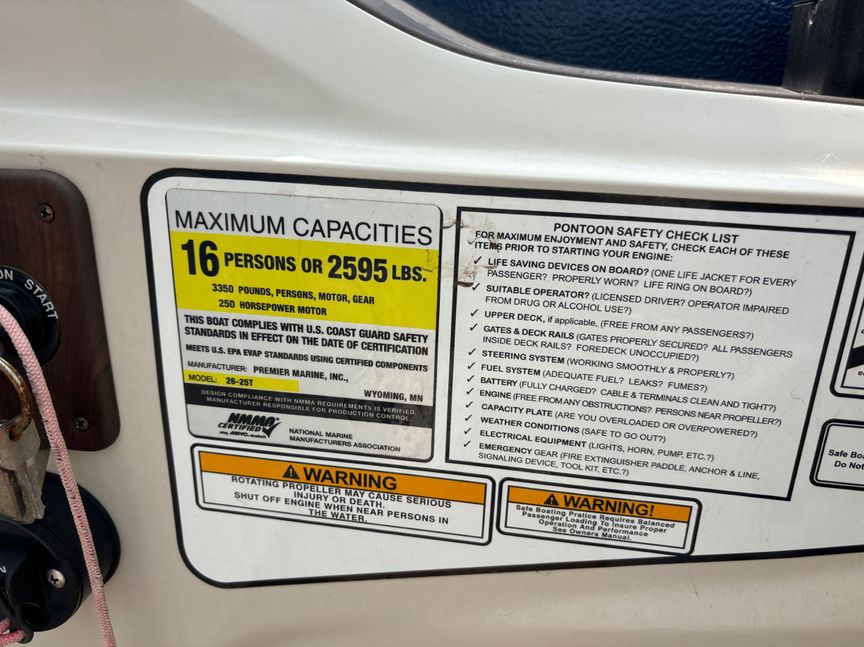 ON START
MAXIMUM CAPACITIES
16 PERSONS OR 2595 LBS.
3350 POUNDS, PERSONS, MOTOR, GEAR
250 HORSEPOWER MOTOR
THIS BOAT COMPLIES WITH U.S. COAST GUARD SAFETY
STANDARDS IN EFFECT ON THE DATE OF CERTIFICATION
MEETS U.S. EPA EVAP STANDARDS USING CERTIFIED COMPONENTS
MANUFACTURER: PREMIER MARINE, INC.,
MODEL: 26-25T
WYOMING, MN
DESIGN COMPLIANCE WITH NMMA REQUIREMENTS IS VERIFIED.
MANUFACTURER RESPONSIBLE FOR PRODUCTION CONTROL
NMMA
CERTIFIED
NATIONAL MARINE
MANUFACTURERS ASSOCIATION
WARNING
ROTATING PROPELLER MAY CAUSE SERIOUS
INJURY OR DEATH.
SHUT OFF ENGINE WHEN NEAR PERSONS IN
THE WATER.
PONTOON SAFETY CHECK LIST
FOR MAXIMUM ENJOYMENT AND SAFETY, CHECK EACH OF THESE
ITEMS PRIOR TO STARTING YOUR ENGINE:
✓ LIFE SAVING DEVICES ON BOARD? (ONE LIFE JACKET FOR EVERY
PASSENGER? PROPERLY WORN? LIFE RING ON BOARD?)
✓ SUITABLE OPERATOR? (LICENSED DRIVER? OPERATOR IMPAIRED
FROM DRUG OR ALCOHOL USE?)
✓ UPPER DECK, if applicable, (FREE FROM ANY PASSENGERS?)
✓ GATES & DECK RAILS (GATES PROPERLY SECURED? ALL PASSENGERS
INSIDE DECK RAILS? FOREDECK UNOCCUPIED?)
✓ STEERING SYSTEM (WORKING SMOOTHLY & PROPERLY?)
✓ FUEL SYSTEM (ADEQUATE FUEL? LEAKS? FUMES?)
✓ BATTERY (FULLY CHARGED? CABLE & TERMINALS CLEAN AND TIGHT?)
✓ ENGINE (FREE FROM ANY OBSTRUCTIONS? PERSONS NEAR PROPELLER?)
✓ CAPACITY PLATE (ARE YOU OVERLOADED OR OVERPOWERED?)
✓ WEATHER CONDITIONS (SAFE TO GO OUT?)
✓ ELECTRICAL EQUIPMENT (LIGHTS, HORN, PUMP, ETC.?)
✓ EMERGENCY GEAR (FIRE EXTINGUISHER PADDLE, ANCHOR & LINE,
SIGNALING DEVICE, TOOL KIT, ETC.?)
WARNING!
Safe Boating Pratice Requires Balanced
Passenger Loading To Insure Proper
Operation And Performance
See Owners Manual.
Safe Boa
Do Not